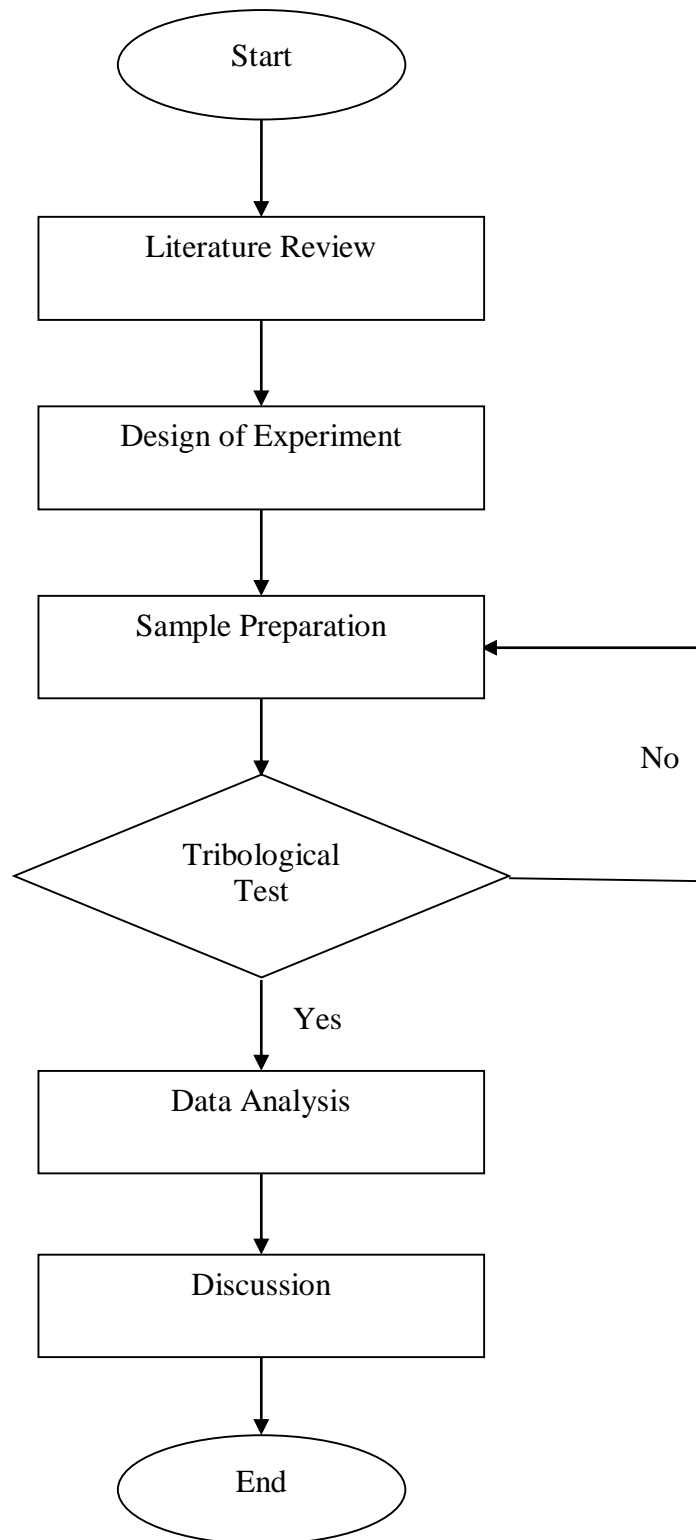 Start
Literature Review
Design of Experiment
Sample Preparation
No
Tribological
Test
Yes
Data Analysis
Discussion
End